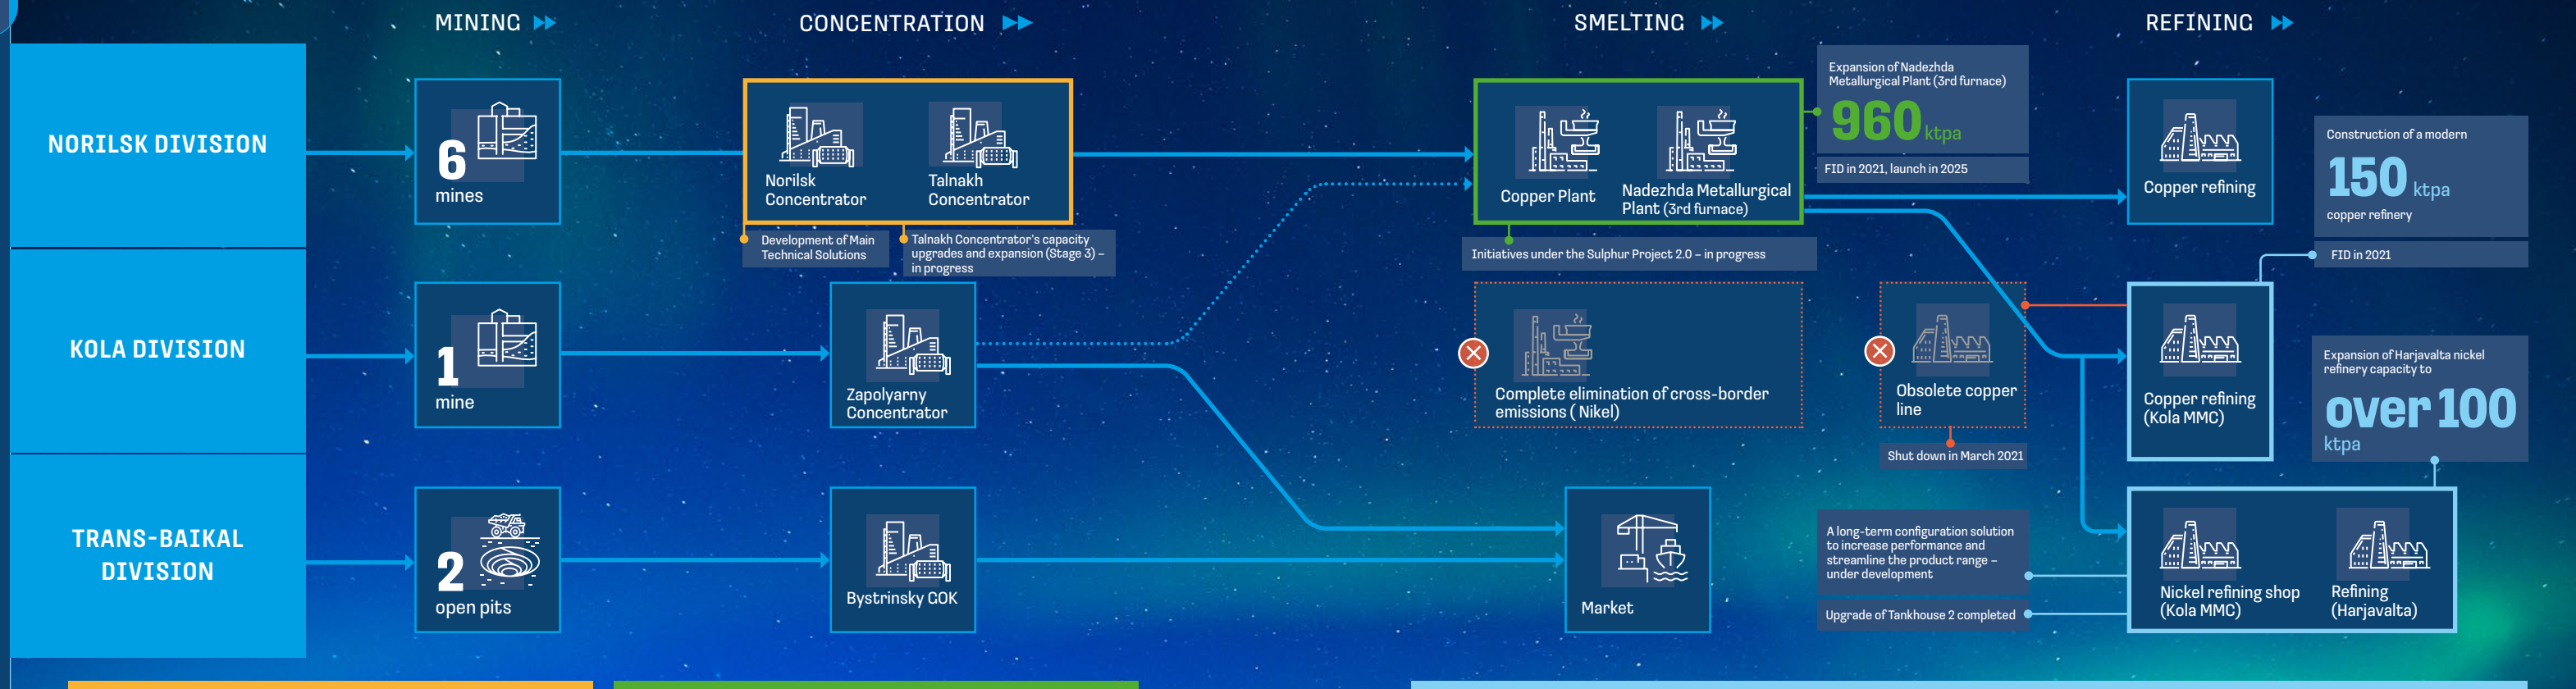 MINING
CONCENTRATION
SMELTING
REFINING
NORILSK DIVISION
6
mines
Norilsk
Concentrator
Talnakh
Concentrator
Development of Main
Technical Solutions
Talnakh Concentrator's capacity
upgrades and expansion (Stage 3) –
in progress
Copper Plant
Nadezhda Metallurgical
Plant (3rd furnace)
Initiatives under the Sulphur Project 2.0 – in progress
Expansion of Nadezhda
Metallurgical Plant (3rd furnace)
960 ktpa
FID in 2021, launch in 2025
Copper refining
Construction of a modern
150 ktpa
copper refinery
FID in 2021
KOLA DIVISION
1
mine
Zapolyarny
Concentrator
Complete elimination of cross-border
emissions ( Nikel)
Obsolete copper
line
Shut down in March 2021
Copper refining
(Kola MMC)
Expansion of Harjavalta nickel
refinery capacity to
over 100
ktpa
TRANS-BAIKAL
DIVISION
2
open pits
Bystrinsky GOK
Market
A long-term configuration solution
to increase performance and
streamline the product range –
under development
Upgrade of Tankhouse 2 completed
Nickel refining shop
(Kola MMC)
Refining
(Harjavalta)